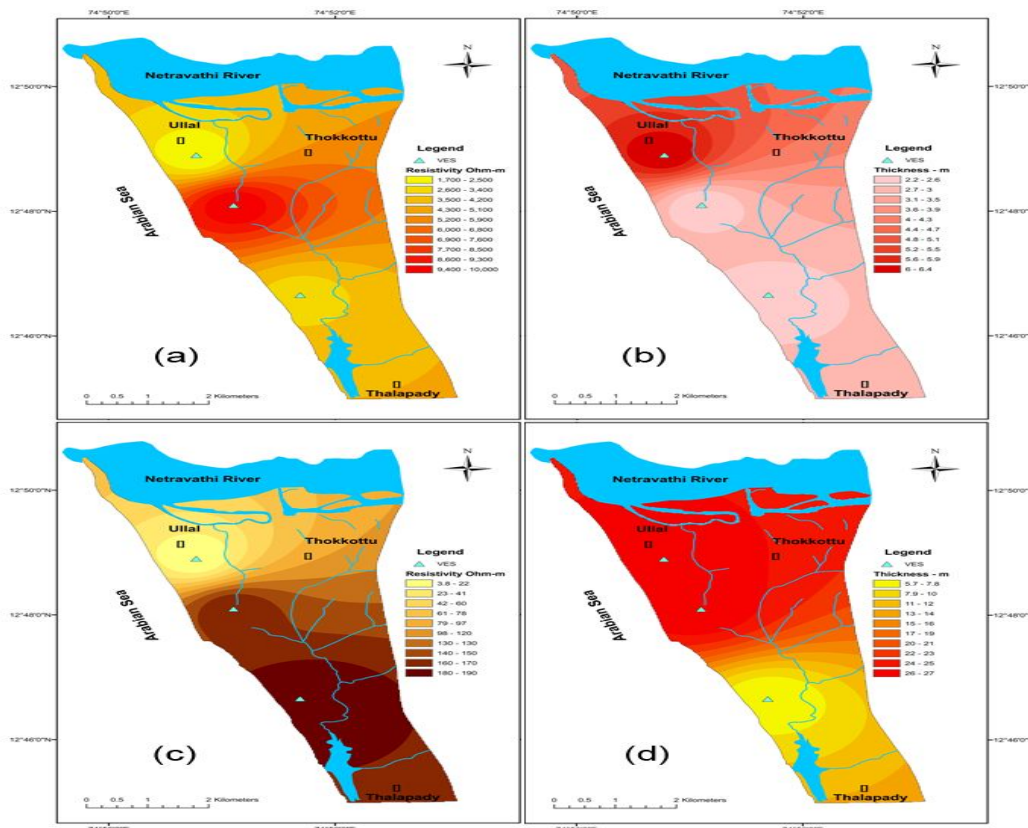 74°50'0"E
74°52'0"E
74°50'0"E
74°52'0"E
12°50'0"N
12°48'0"N
12°46'0"N
N
Netravathi River
Ullal
Thokkottu
Arabian Sea
Legend
VES
Resistivity Ohm-m
1,700 - 2,500
2,600 - 3,400
3,500 - 4,200
4,300 - 5,100
5,200 - 5,900
6,000 - 6,800
6,900 - 7,600
7,700 - 8,500
8,600 - 9,300
9,400 - 10,000
(a)
Thalapady
0 0.5 1 2 Kilometers
N
Netravathi River
Ullal
Thokkottu
Arabian Sea
Legend
VES
Thickness - m
2.2 - 2.6
2.7 - 3
3.1 - 3.5
3.6 - 3.9
4 - 4.3
4.4 - 4.7
4.8 - 5.1
5.2 - 5.5
5.6 - 5.9
6 - 6.4
(b)
Thalapady
0 0.5 1 2 Kilometers
12°50'0"N
12°48'0"N
12°46'0"N
12°50'0"N
12°48'0"N
12°46'0"N
N
Netravathi River
Ullal
Thokkottu
Arabian Sea
Legend
VES
Resistivity Ohm-m
3.8 - 22
23 - 41
42 - 60
61 - 78
79 - 97
98 - 120
130 - 130
140 - 150
160 - 170
180 - 190
(c)
Thalapady
0 0.5 1 2 Kilometers
N
Netravathi River
Ullal
Thokkottu
Arabian Sea
Legend
VES
Thickness - m
5.7 - 7.8
7.9 - 10
11 - 12
13 - 14
15 - 16
17 - 19
20 - 21
22 - 23
24 - 25
26 - 27
(d)
Thalapady
0 0.5 1 2 Kilometers
12°50'0"N
12°48'0"N
12°46'0"N